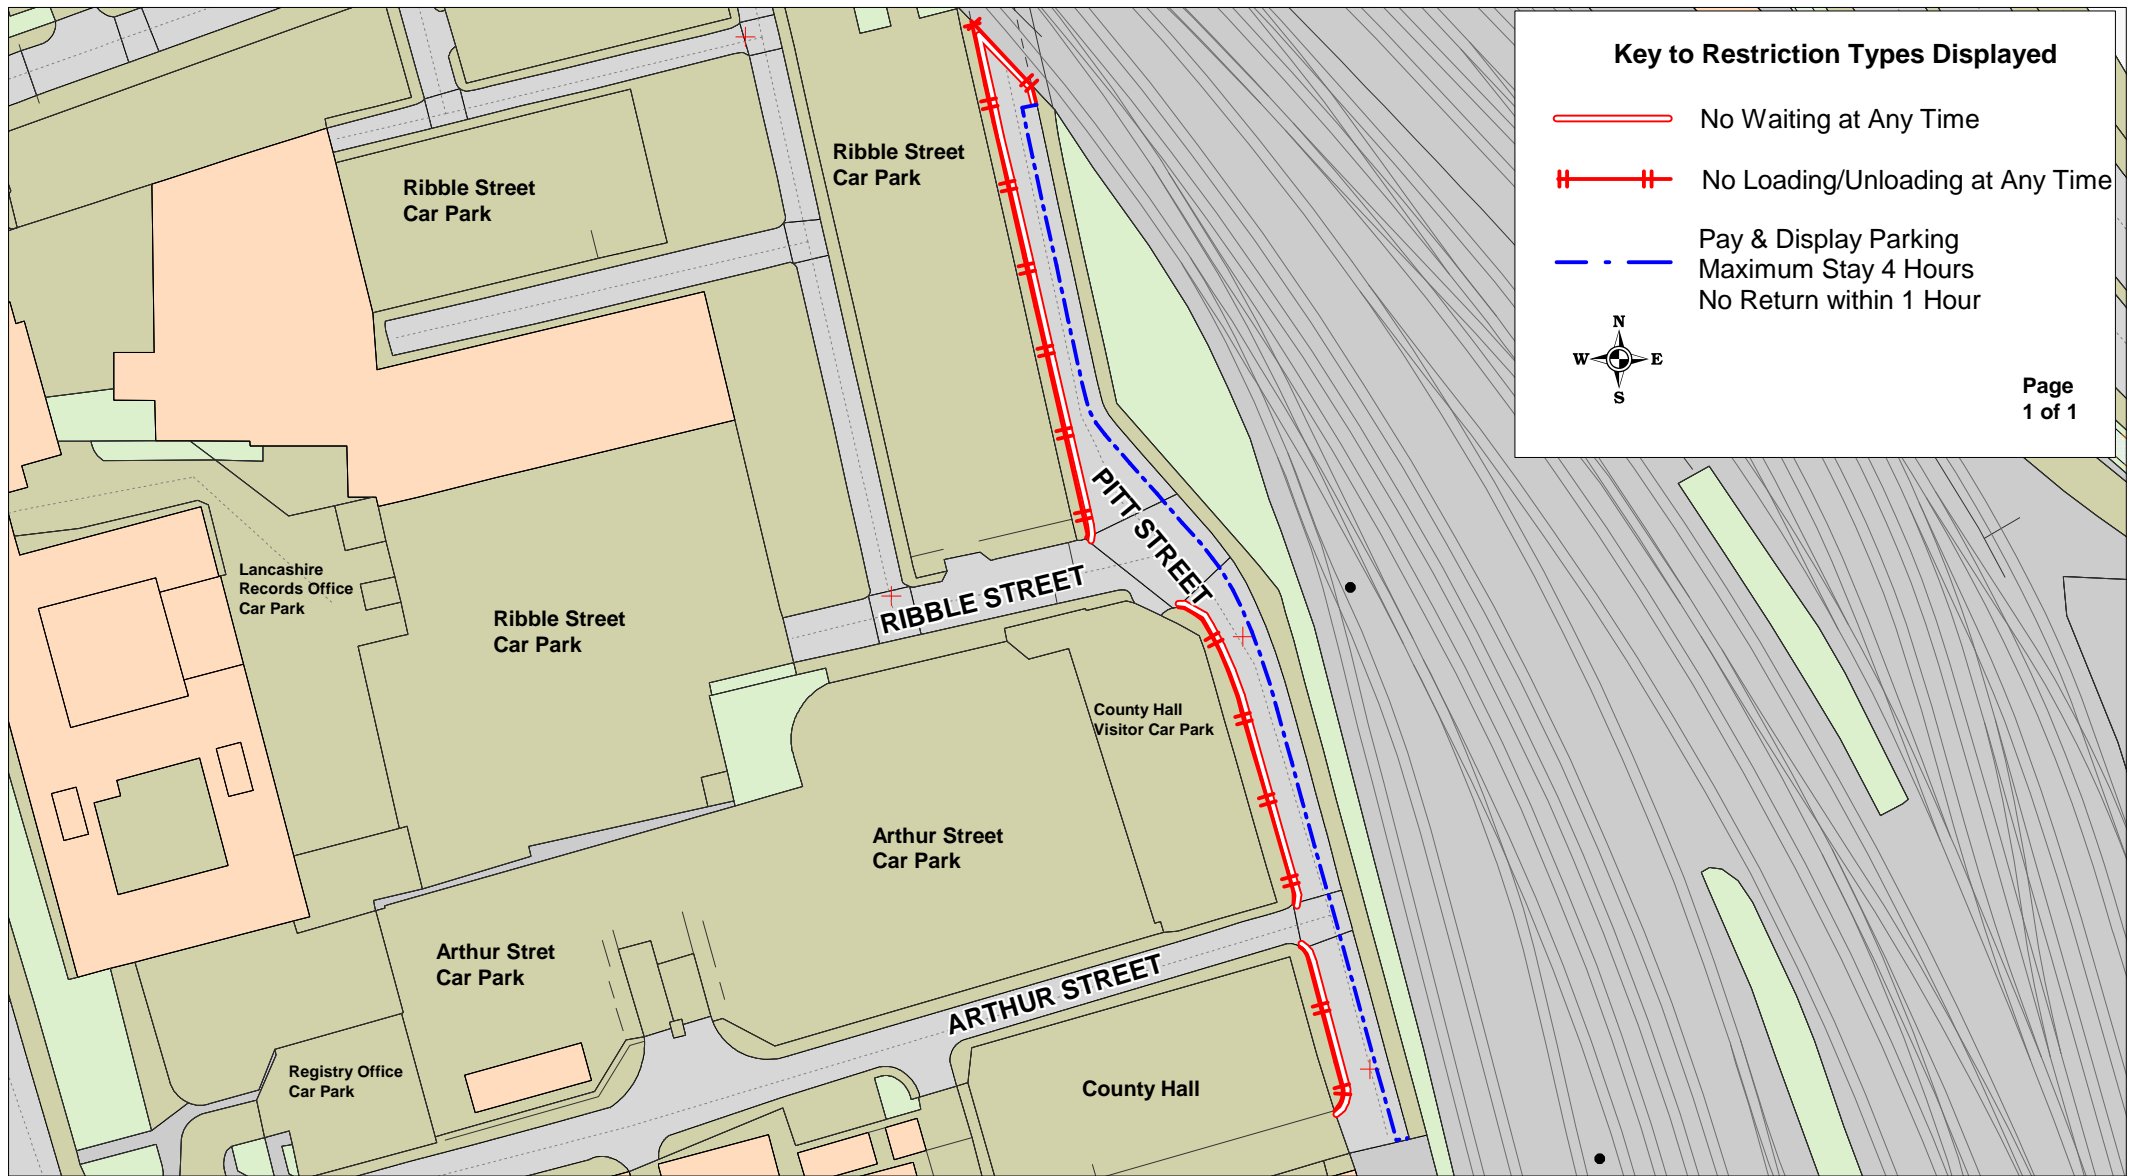 Key to Restriction Types Displayed
No Waiting at Any Time
No Loading/Unloading at Any Time
Pay & Display Parking
Maximum Stay 4 Hours
No Return within 1 Hour
N
W E
S
Page
1 of 1
Ribble Street
Car Park
Ribble Street
Car Park
PITT STREET
Lancashire
Records Office
Car Park
RIBBLE STREET
Ribble Street
Car Park
County Hall
Visitor Car Park
Arthur Street
Car Park
Arthur Stret
Car Park
ARTHUR STREET
Registry Office
Car Park
County Hall